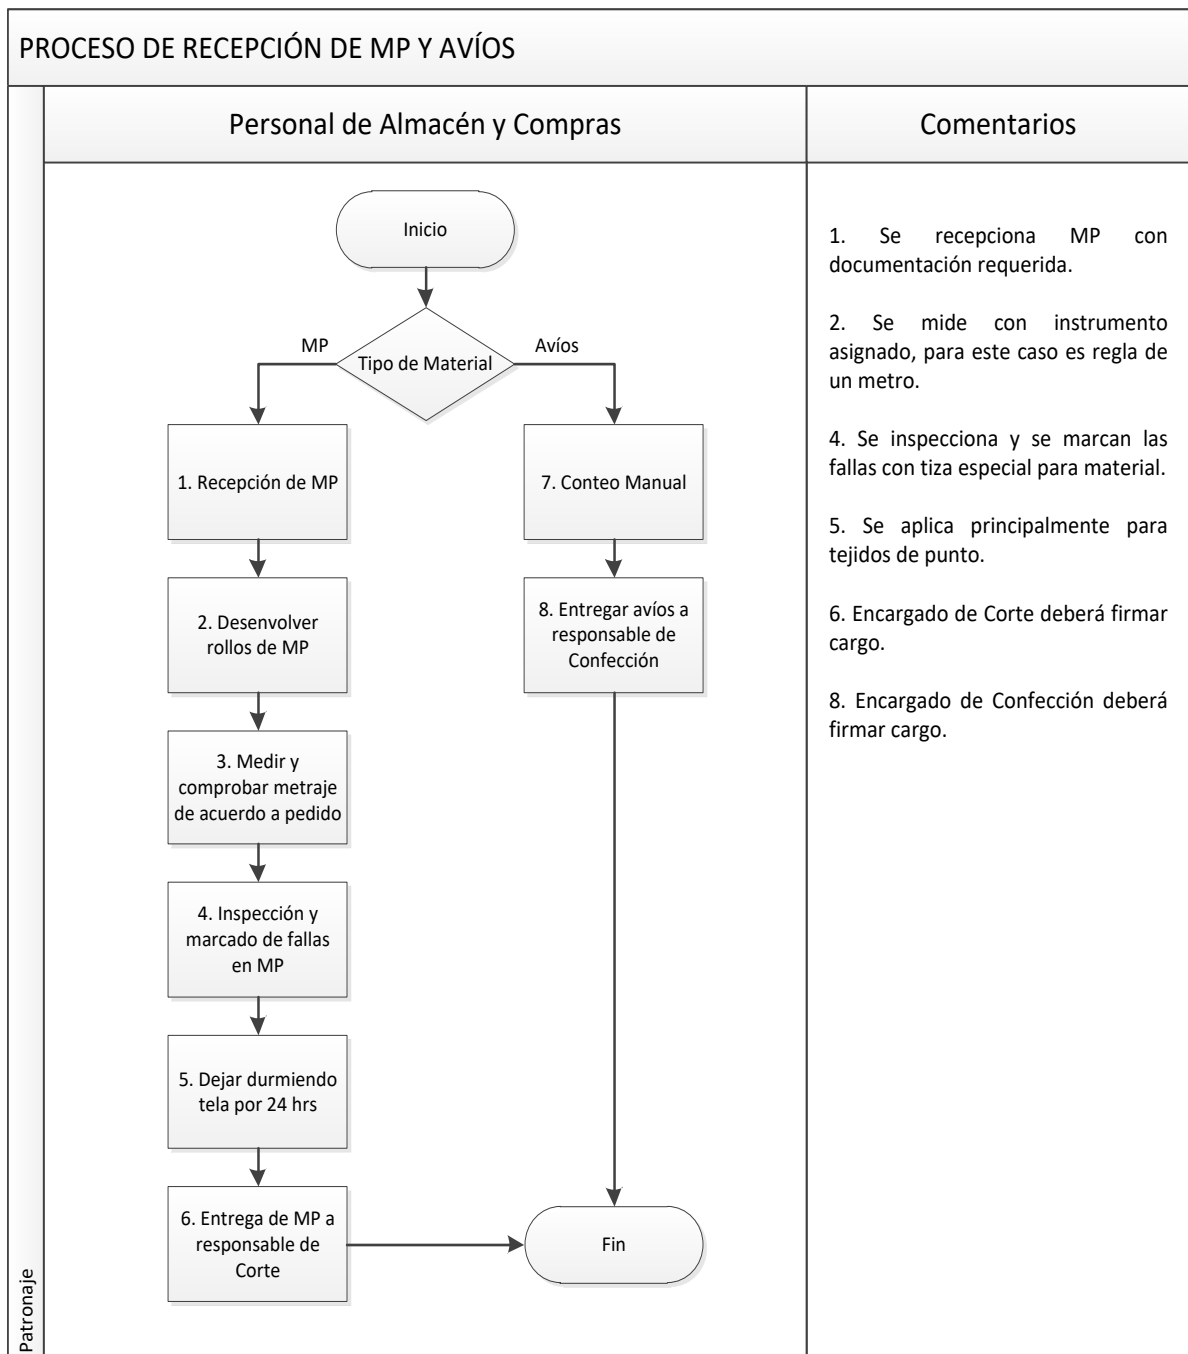 PROCESO DE RECEPCIÓN DE MP Y AVÍOS
Personal de Almacén y Compras
Comentarios
Inicio
Tipo de Material
MP
Avíos
1. Recepción de MP
2. Desenvolver
rollos de MP
3. Medir y
comprobar metraje
de acuerdo a pedido
4. Inspección y
marcado de fallas
en MP
5. Dejar durmiendo
tela por 24 hrs
6. Entrega de MP a
responsable de
Corte
7. Conteo Manual
8. Entregar avíos a
responsable de
Confección
Fin
1. Se recepciona MP con
documentación requerida.
2. Se mide con instrumento
asignado, para este caso es regla de
un metro.
4. Se inspecciona y se marcan las
fallas con tiza especial para material.
5. Se aplica principalmente para
tejidos de punto.
6. Encargado de Corte deberá firmar
cargo.
8. Encargado de Confección deberá
firmar cargo.
Patronaje